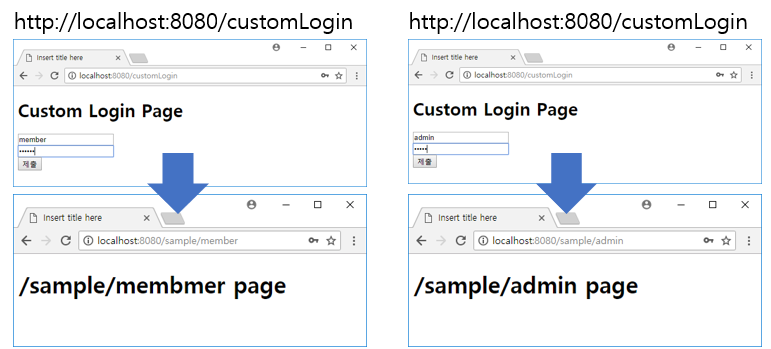 http://localhost:8080/customLogin
Insert title here
localhost:8080/customLogin
Custom Login Page
member
••••••
제출
Insert title here
localhost:8080/sample/member
/sample/membmer page
http://localhost:8080/customLogin
Insert title here
localhost:8080/customLogin
Custom Login Page
admin
•••••
제출
Insert title here
localhost:8080/sample/admin
/sample/admin page